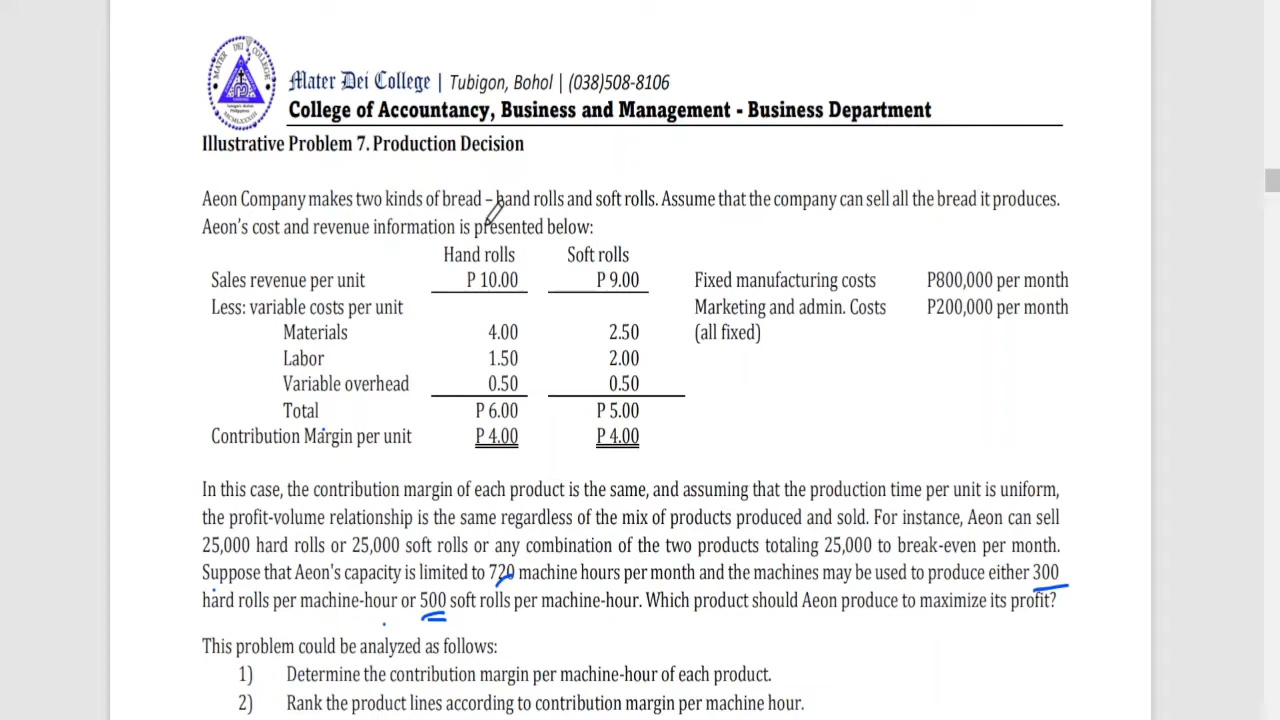 Mater Dei College | Tubigon, Bohol | (038)508-8106
College of Accountancy, Business and Management - Business Department
Illustrative Problem 7. Production Decision
Aeon Company makes two kinds of bread – hand rolls and soft rolls. Assume that the company can sell all the bread it produces.
Aeon's cost and revenue information is presented below:
Hand rolls Soft rolls
Sales revenue per unit P 10.00 P 9.00 Fixed manufacturing costs P800,000 per month
Less: variable costs per unit Marketing and admin. Costs P200,000 per month
Materials 4.00 2.50 (all fixed)
Labor 1.50 2.00
Variable overhead 0.50 0.50
Total P 6.00 P 5.00
Contribution Margin per unit P 4.00 P 4.00
In this case, the contribution margin of each product is the same, and assuming that the production time per unit is uniform,
the profit-volume relationship is the same regardless of the mix of products produced and sold. For instance, Aeon can sell
25,000 hard rolls or 25,000 soft rolls or any combination of the two products totaling 25,000 to break-even per month.
Suppose that Aeon's capacity is limited to 720 machine hours per month and the machines may be used to produce either 300
hard rolls per machine-hour or 500 soft rolls per machine-hour. Which product should Aeon produce to maximize its profit?
This problem could be analyzed as follows:
1) Determine the contribution margin per machine-hour of each product.
2) Rank the product lines according to contribution margin per machine hour.